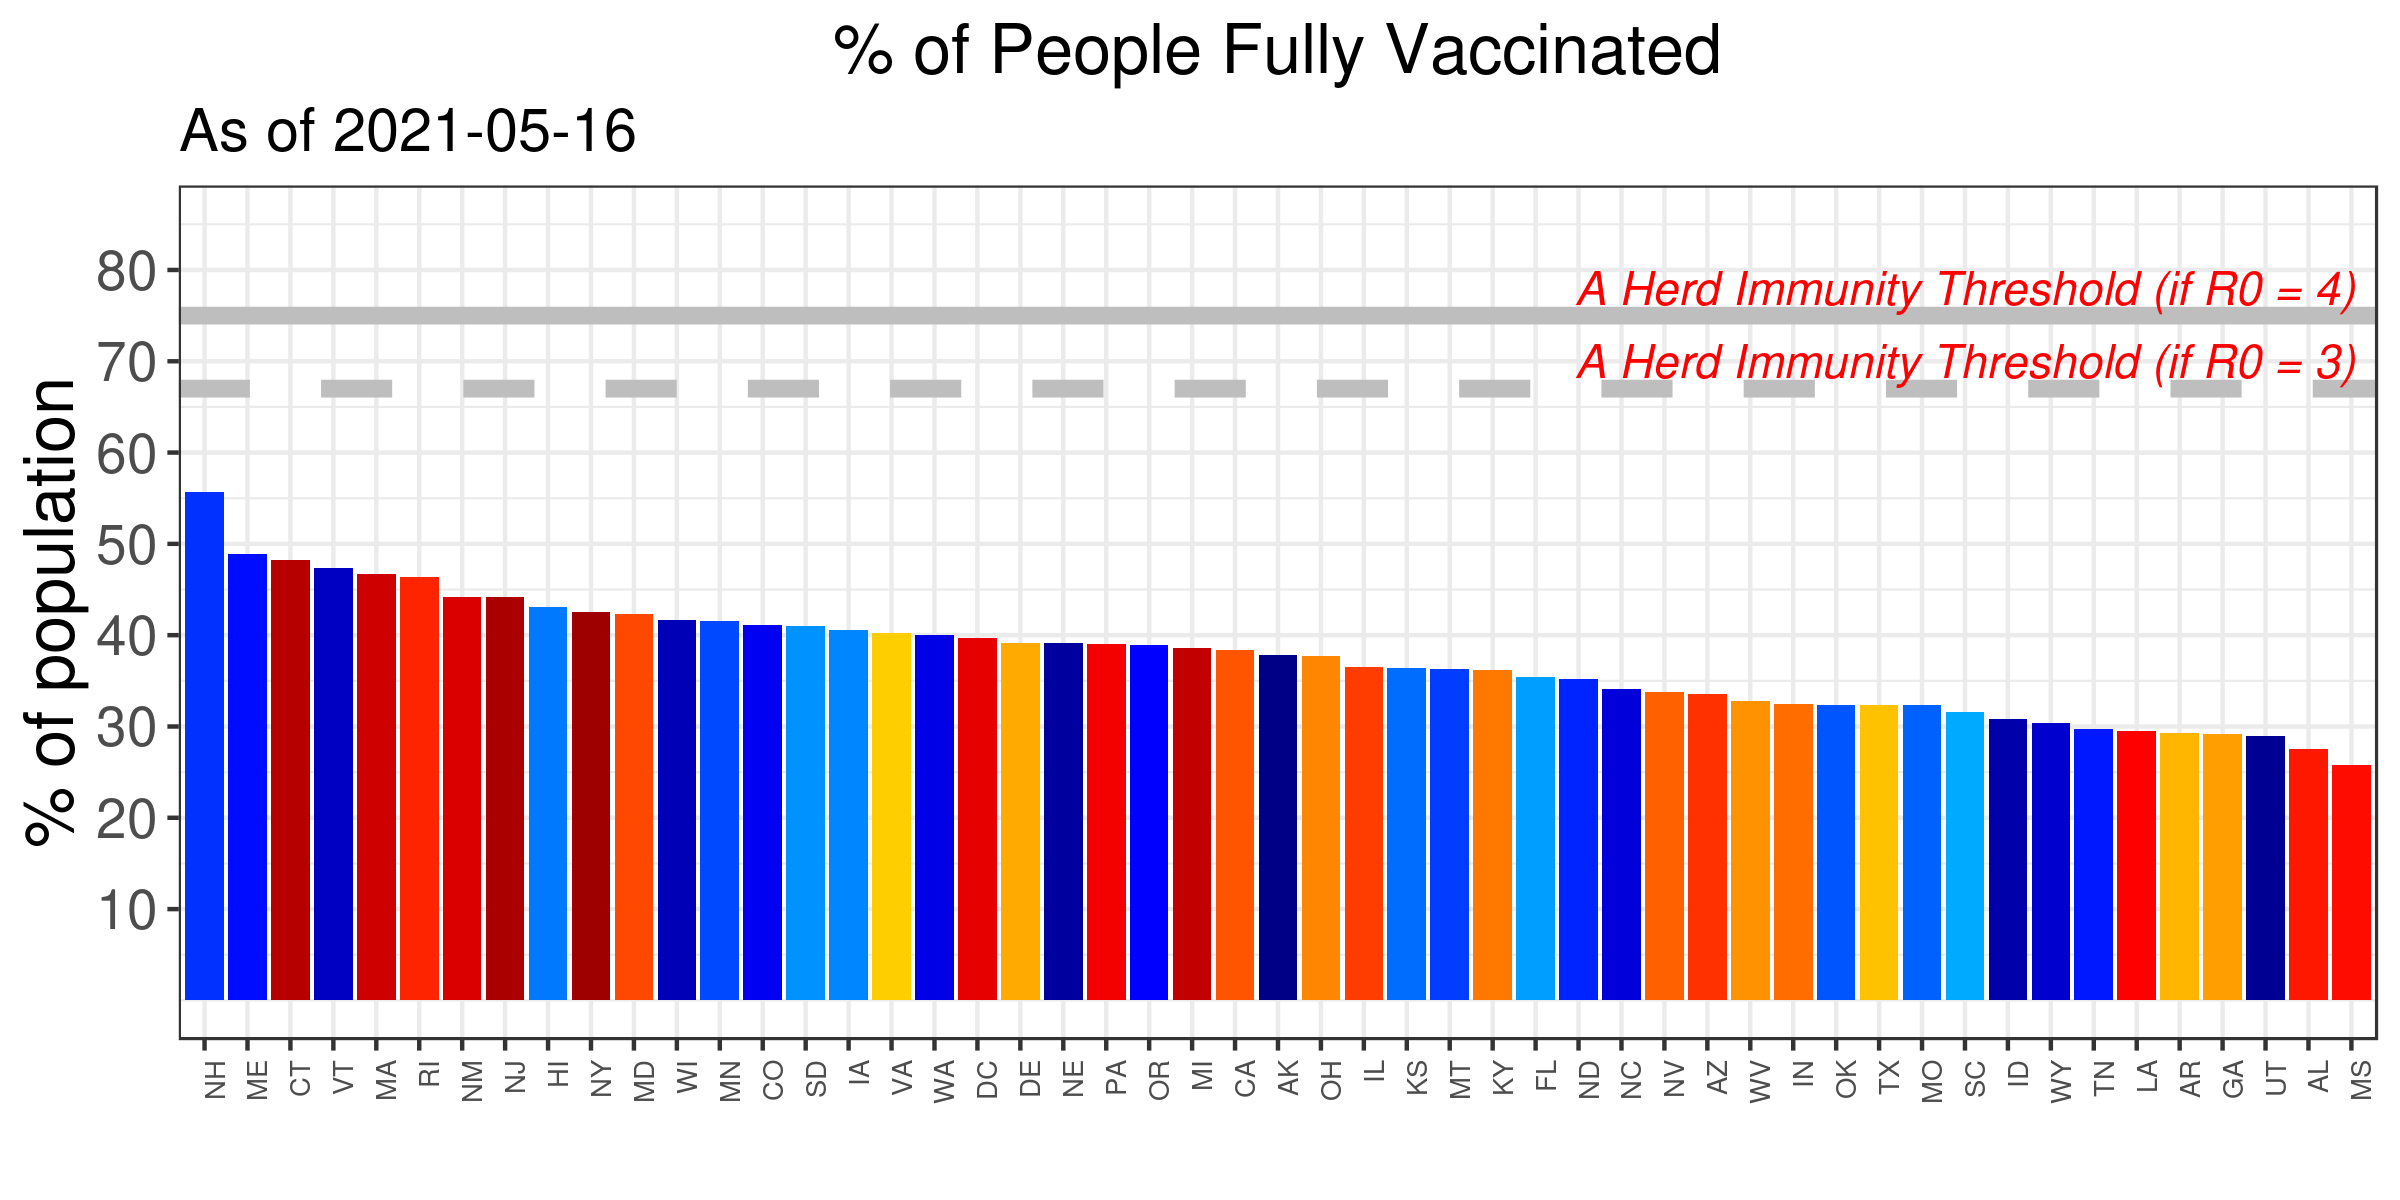 % of People Fully Vaccinated
As of 2021-05-16
% of population
80
70
60
50
40
30
20
10
A Herd Immunity Threshold (if R0 = 4)
A Herd Immunity Threshold (if R0 = 3)
NH ME CT VT MA RI NM NJ HI NY MD WI MN CO SD IA VA WA DC DE NE PA OR MI CA AK OH IL KS MT KY FL ND NC NV AZ WV IN OK TX MO SC ID WY TN LA AR GA UT AL MS